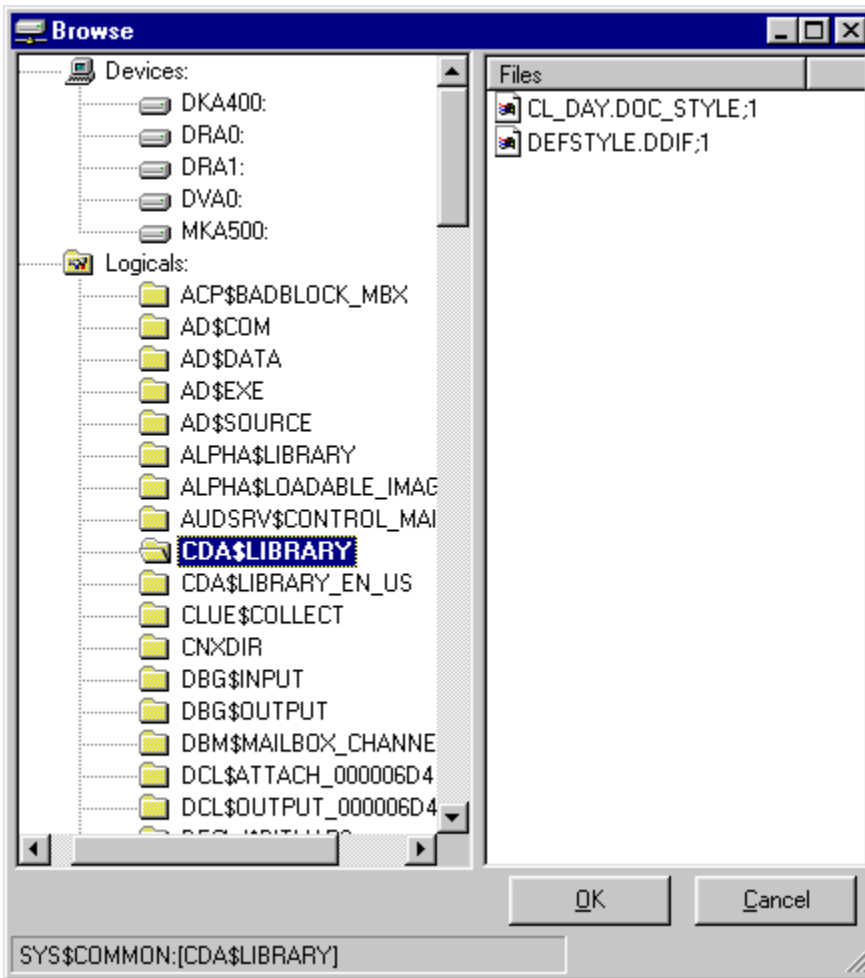 Browse
Devices:
DKA400:
DRA0:
DRA1:
DVA0:
MKA500:
Logicals:
ACP$BADBLOCK_MBX
AD$COM
AD$DATA
AD$EXE
AD$SOURCE
ALPHA$LIBRARY
ALPHA$LOADABLE_IMAG
AUDSRV$CONTROL_MAI
CDA$LIBRARY
CDA$LIBRARY_EN_US
CLUE$COLLECT
CNXDIR
DBG$INPUT
DBG$OUTPUT
DBM$MAILBOX_CHANNE
DCL$ATTACH_000006D4
DCL$OUTPUT_000006D4
Files
CL_DAY.DOC_STYLE;1
DEFSTYLE.DDIF;1
OK
Cancel
SYS$COMMON:[CDA$LIBRARY]